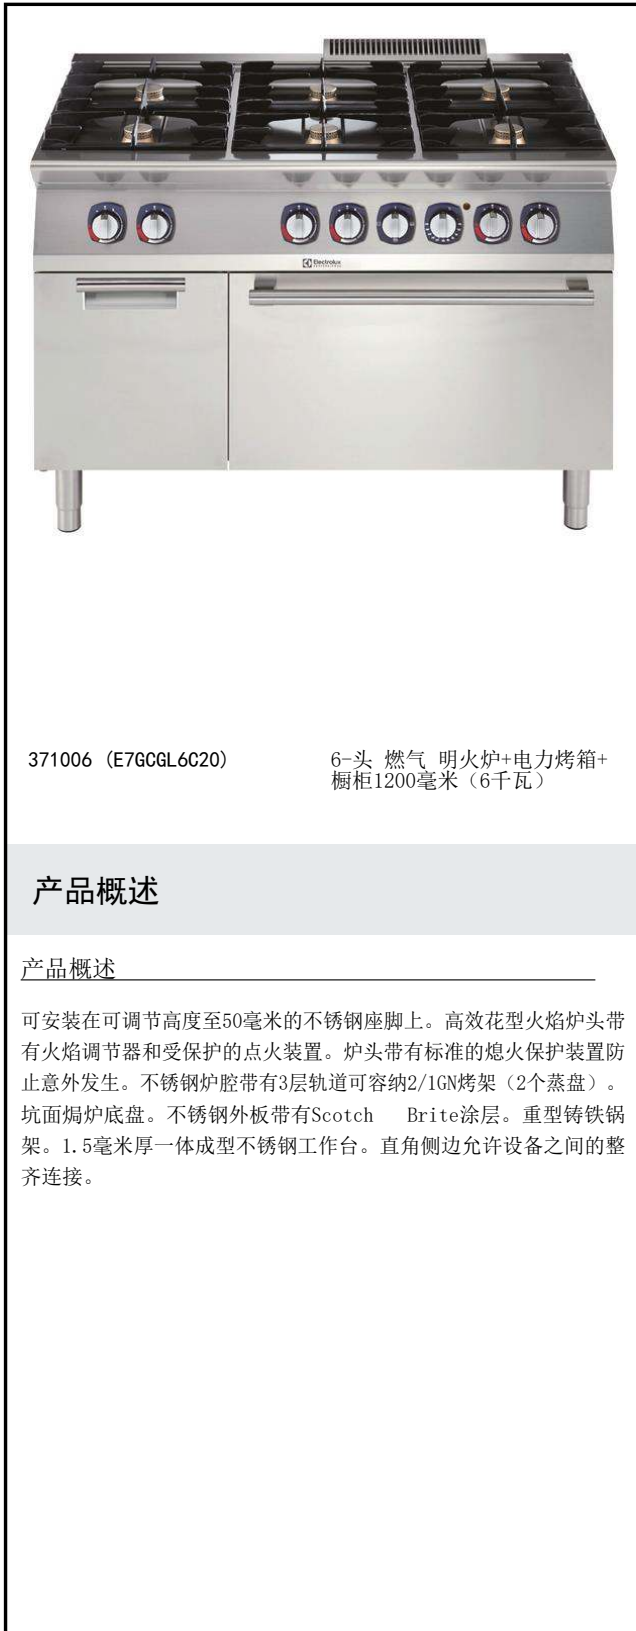 Electrolux
371006 (E7GCGL6C20)
6-头 燃气 明火炉+电力烤箱+
橱柜1200毫米（6千瓦）
产品概述
产品概述
可安装在可调节高度至50毫米的不锈钢座脚上。高效花型火焰炉头带
有火焰调节器和受保护的点火装置。炉头带有标准的熄火保护装置防
止意外发生。不锈钢炉腔带有3层轨道可容纳2/1GN烤架（2个蒸盘）。
坑面焗炉底盘。不锈钢外板带有Scotch Brite涂层。重型铸铁锅
架。1.5毫米厚一体成型不锈钢工作台。直角侧边允许设备之间的整
齐连接。